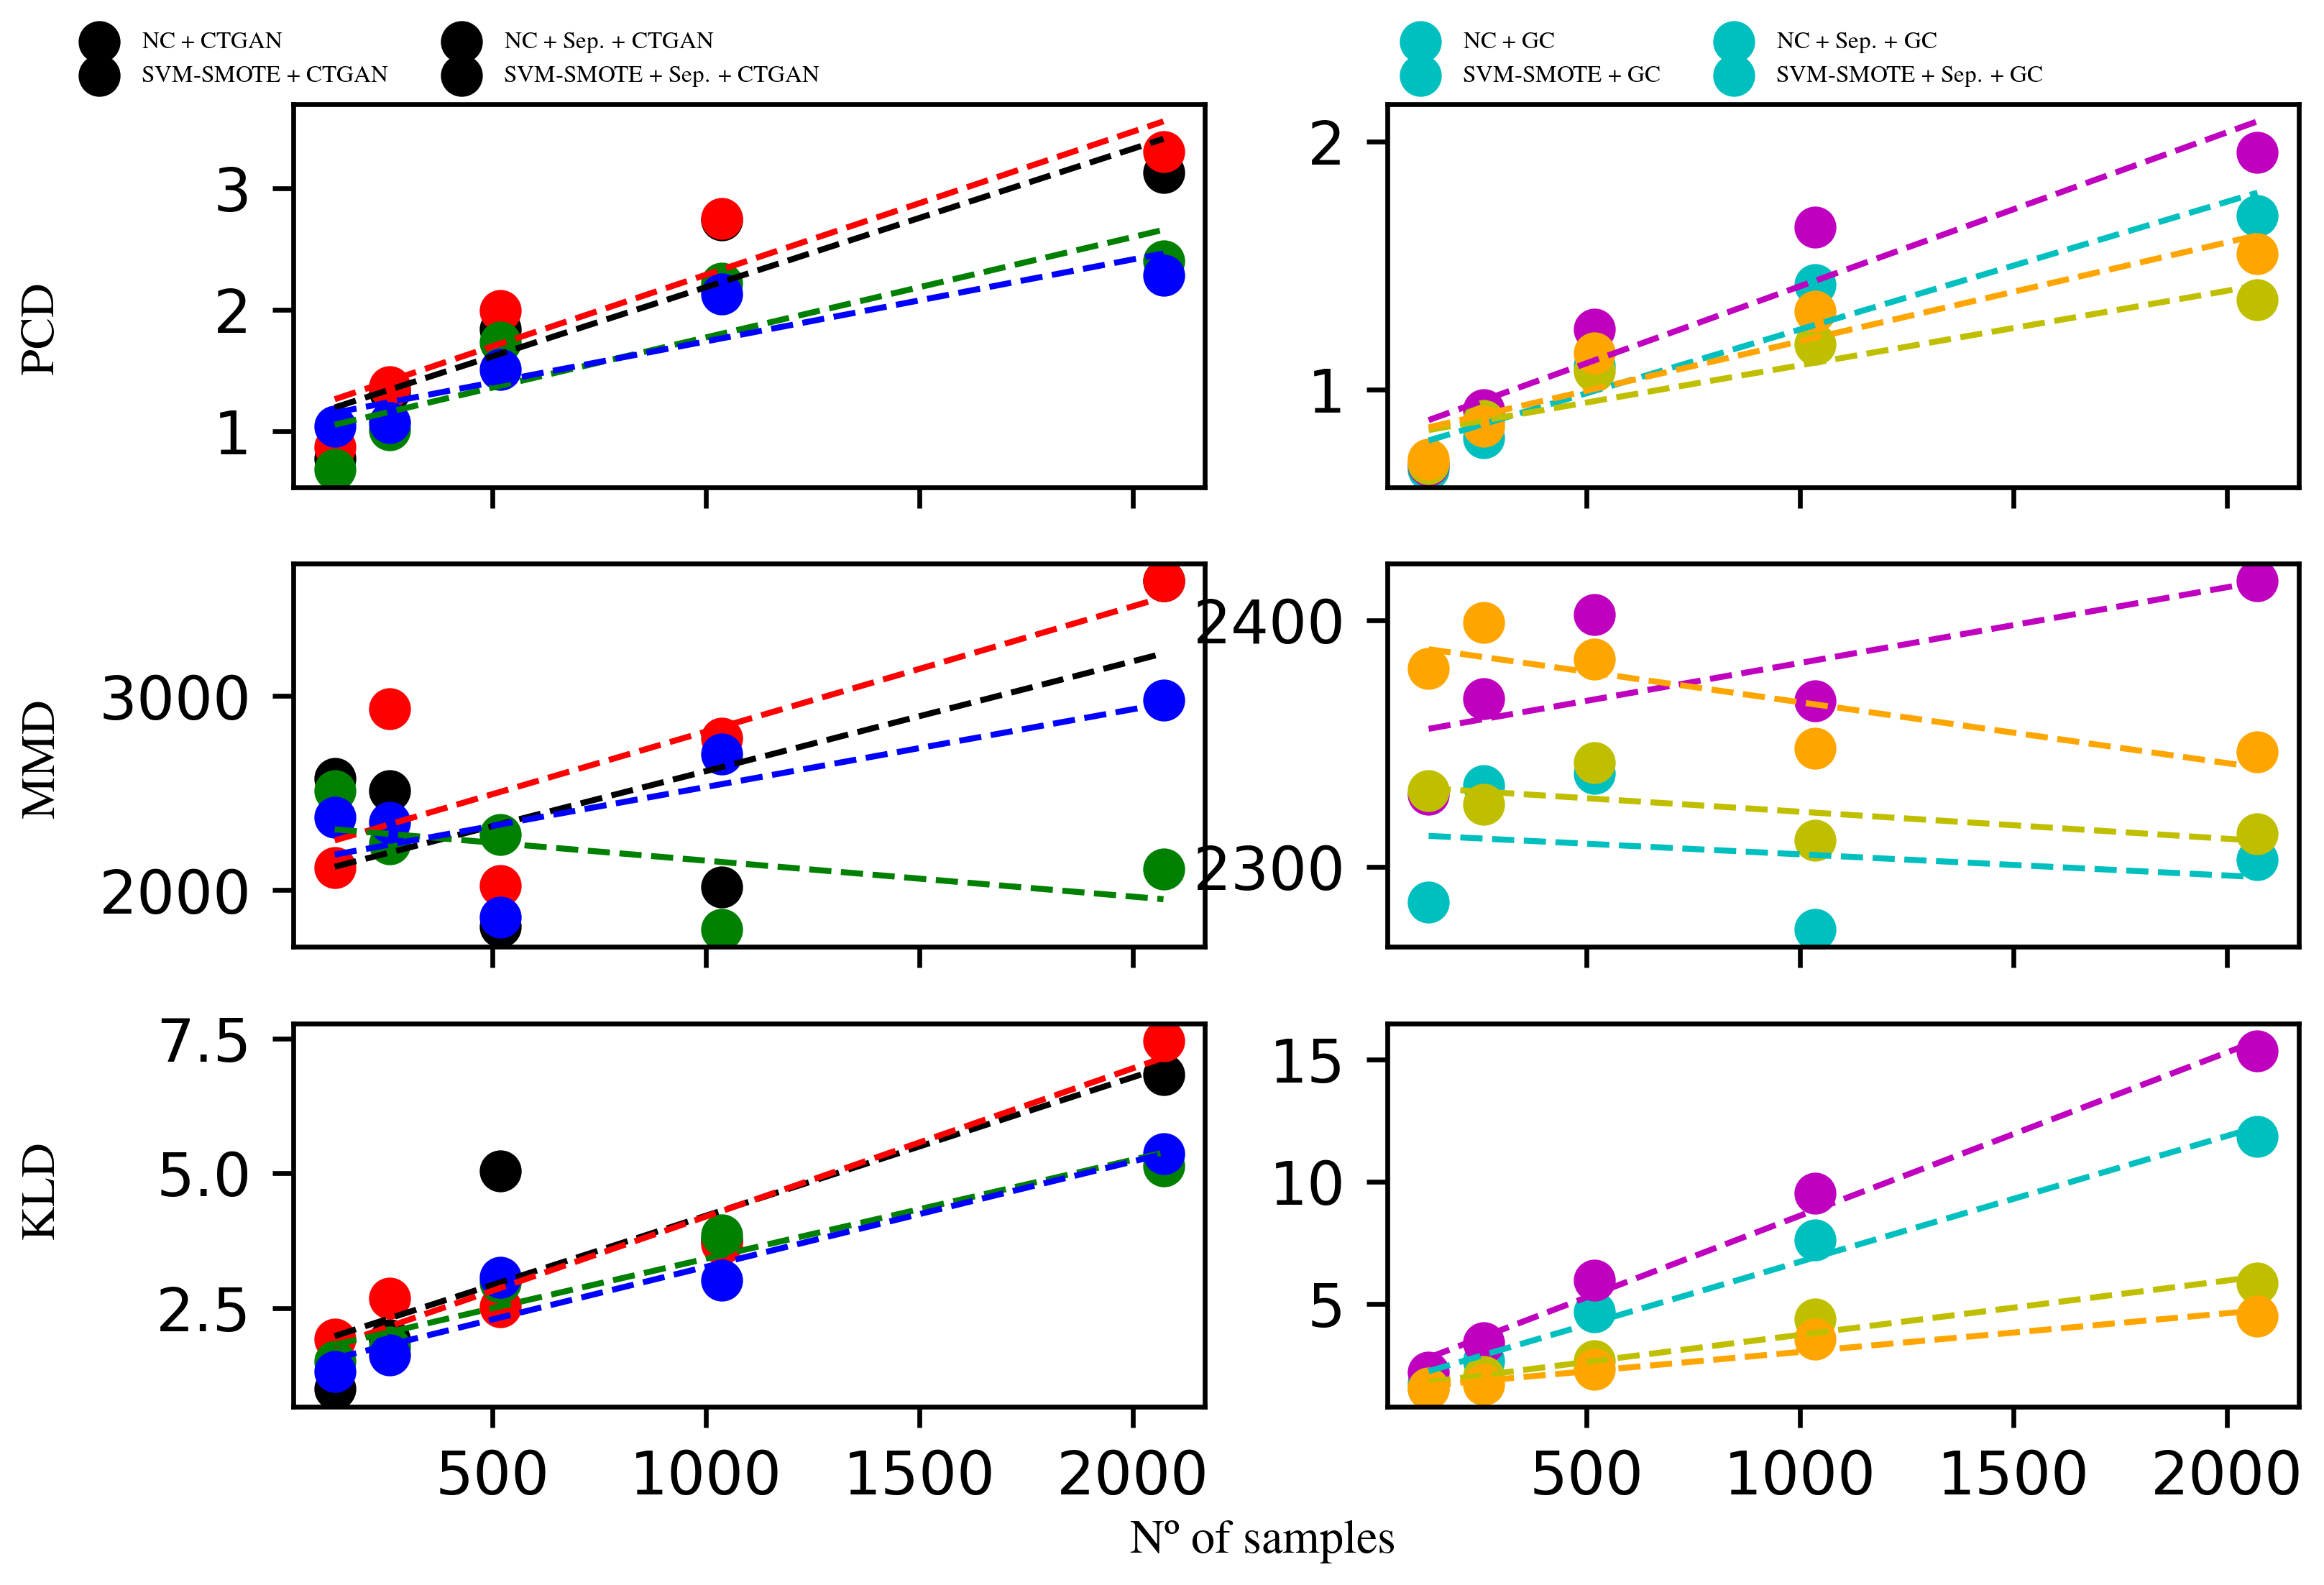 NC + CTGAN
NC + Sep. + CTGAN
SVM-SMOTE + CTGAN
SVM-SMOTE + Sep. + CTGAN
NC + GC
NC + Sep. + GC
SVM-SMOTE + GC
SVM-SMOTE + Sep. + GC
PCD
3
2
1
2
1
MMD
3000
2000
2400
2300
KLD
7.5
5.0
2.5
15
10
5
500 1000 1500 2000
500 1000 1500 2000
Nº of samples